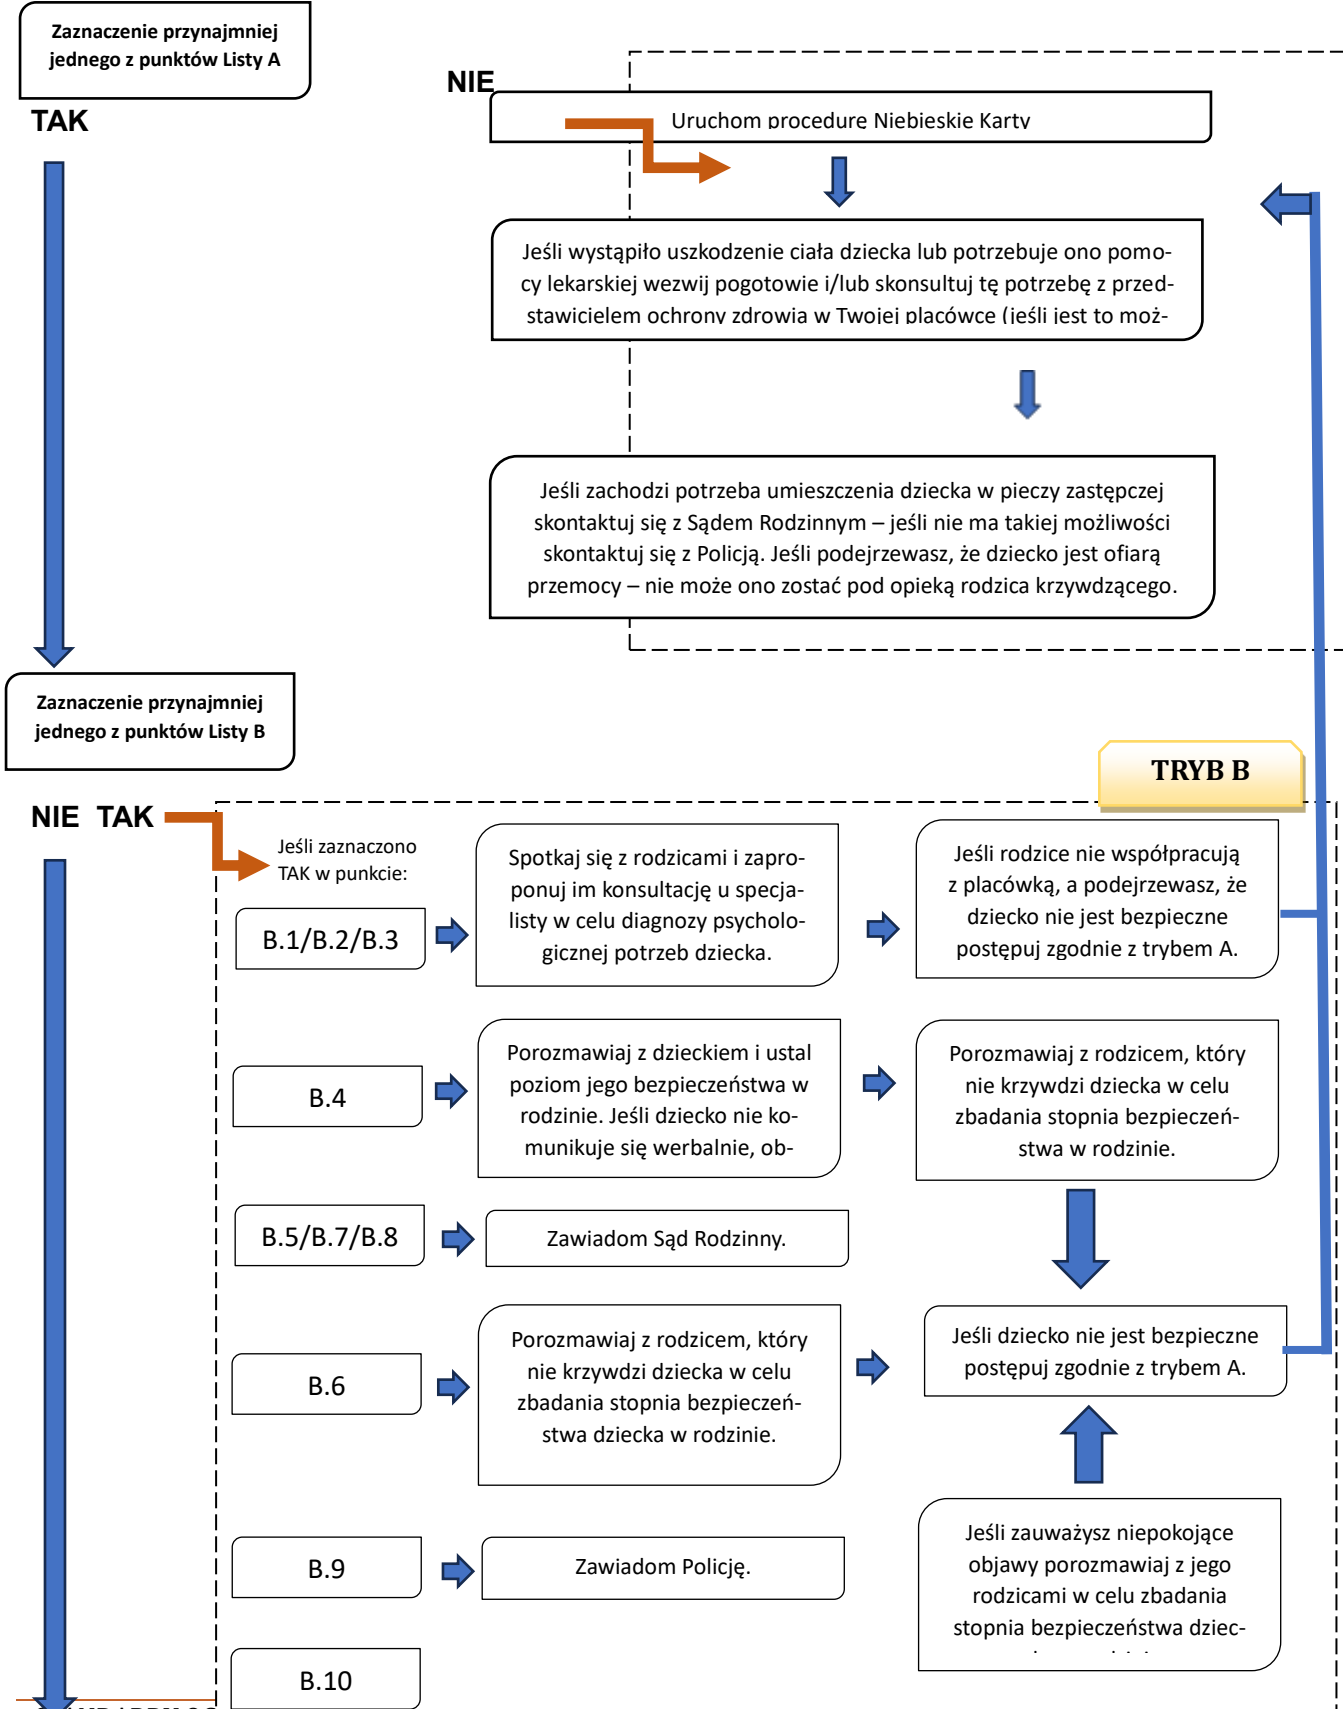 Zaznaczenie przynajmniej
jednego z punktów Listy A
TAK
NIE
Uruchom procedurę Niebieskie Karty
Jeśli wystąpiło uszkodzenie ciała dziecka lub potrzebuje ono pomo-
cy lekarskiej wezwij pogotowie i/lub skonsultuj tę potrzebę z przed-
stawicielem ochrony zdrowia w Twojej placówce (jeśli jest to moż-
Jeśli zachodzi potrzeba umieszczenia dziecka w pieczy zastępczej
skontaktuj się z Sądem Rodzinnym – jeśli nie ma takiej możliwości
skontaktuj się z Policją. Jeśli podejrzewasz, że dziecko jest ofiarą
przemocy – nie może ono zostać pod opieką rodzica krzywdzącego.
Zaznaczenie przynajmniej
jednego z punktów Listy B
TRYB B
NIE TAK
Jeśli zaznaczono
TAK w punkcie:
B.1/B.2/B.3
Spotkaj się z rodzicami i zapro-
ponuj im konsultację u specja-
listy w celu diagnozy psycholo-
gicznej potrzeb dziecka.
Jeśli rodzice nie współpracują
z placówką, a podejrzewasz, że
dziecko nie jest bezpieczne
postępuj zgodnie z trybem A.
B.4
Porozmawiaj z dzieckiem i ustal
poziom jego bezpieczeństwa w
rodzinie. Jeśli dziecko nie ko-
munikuje się werbalnie, ob-
Porozmawiaj z rodzicem, który
nie krzywdzi dziecka w celu
zbadania stopnia bezpieczeń-
stwa w rodzinie.
B.5/B.7/B.8
Zawiadom Sąd Rodzinny.
B.6
Porozmawiaj z rodzicem, który
nie krzywdzi dziecka w celu
zbadania stopnia bezpieczeń-
stwa dziecka w rodzinie.
Jeśli dziecko nie jest bezpieczne
postępuj zgodnie z trybem A.
B.9
Zawiadom Policję.
Jeśli zauważysz niepokojące
objawy porozmawiaj z jego
rodzicami w celu zbadania
stopnia bezpieczeństwa dziec-
B.10